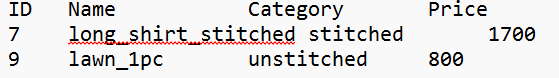 ID Name Category Price
7 long_shirt_stitched stitched 1700
9 lawn_1pc unstitched 800